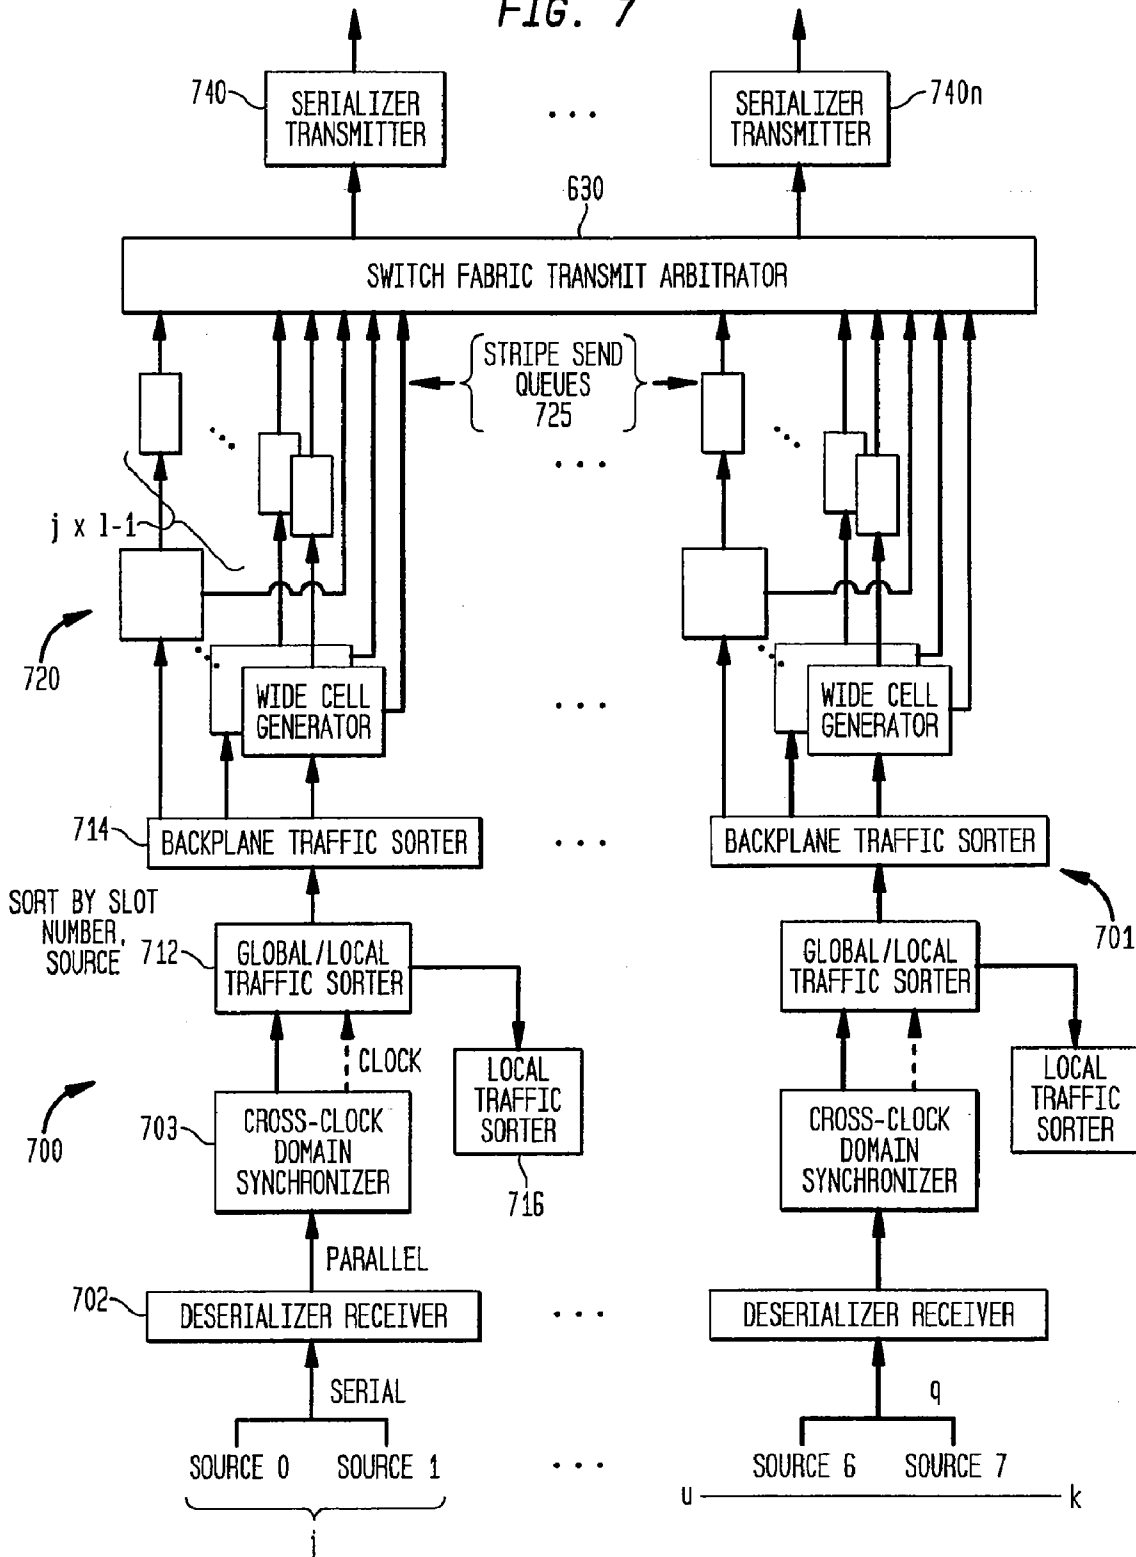 FIG. 7
740
SERIALIZER
TRANSMITTER
...
SERIALIZER
TRANSMITTER
740n
630
SWITCH FABRIC TRANSMIT ARBITRATOR
STRIPE SEND
QUEUES
725
...
j x l-1
720
WIDE CELL
GENERATOR
...
WIDE CELL
GENERATOR
714
BACKPLANE TRAFFIC SORTER
...
BACKPLANE TRAFFIC SORTER
701
SORT BY SLOT
NUMBER,
SOURCE
712
GLOBAL/LOCAL
TRAFFIC SORTER
GLOBAL/LOCAL
TRAFFIC SORTER
CLOCK
LOCAL
TRAFFIC
SORTER
716
LOCAL
TRAFFIC
SORTER
700
703
CROSS-CLOCK
DOMAIN
SYNCHRONIZER
CROSS-CLOCK
DOMAIN
SYNCHRONIZER
PARALLEL
702
DESERIALIZER RECEIVER
...
DESERIALIZER RECEIVER
SERIAL
q
SOURCE 0
SOURCE 1
...
SOURCE 6
SOURCE 7
u
k
j